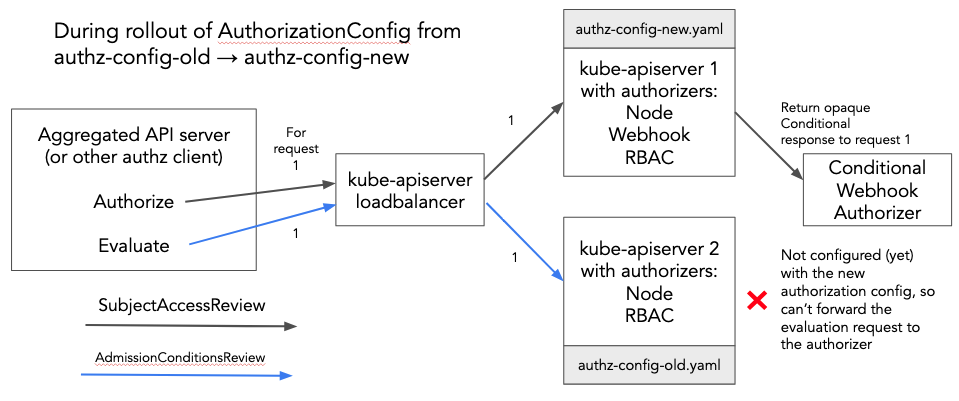 During rollout of AuthorizationConfig from
authz-config-old → authz-config-new
authz-config-new.yaml
kube-apiserver 1
with authorizers:
Node
Webhook
RBAC
Aggregated API server
(or other authz client)
Authorize
Evaluate
For
request
1
1
kube-apiserver
loadbalancer
1
1
Return opaque
Conditional
response to request 1
Conditional
Webhook
Authorizer
kube-apiserver 2
with authorizers:
Node
RBAC
authz-config-old.yaml
Not configured (yet)
with the new
authorization config, so
can't forward the
evaluation request to
the authorizer
SubjectAccessReview
AdmissionConditionsReview